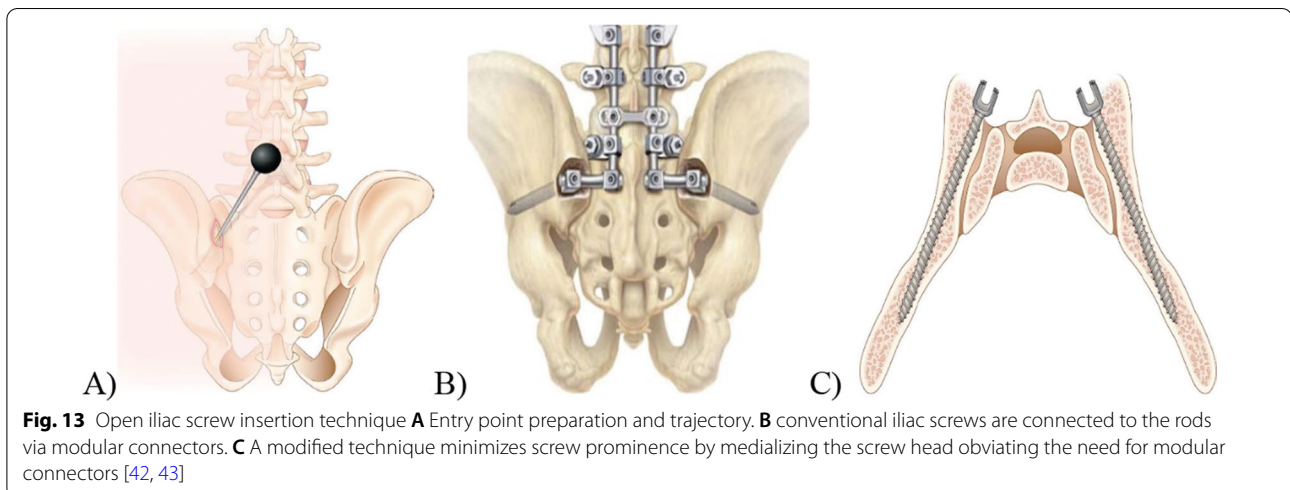 A)
B)
C)
Fig. 13 Open iliac screw insertion technique A Entry point preparation and trajectory. B conventional iliac screws are connected to the rods
via modular connectors. C A modified technique minimizes screw prominence by medializing the screw head obviating the need for modular
connectors [42, 43]